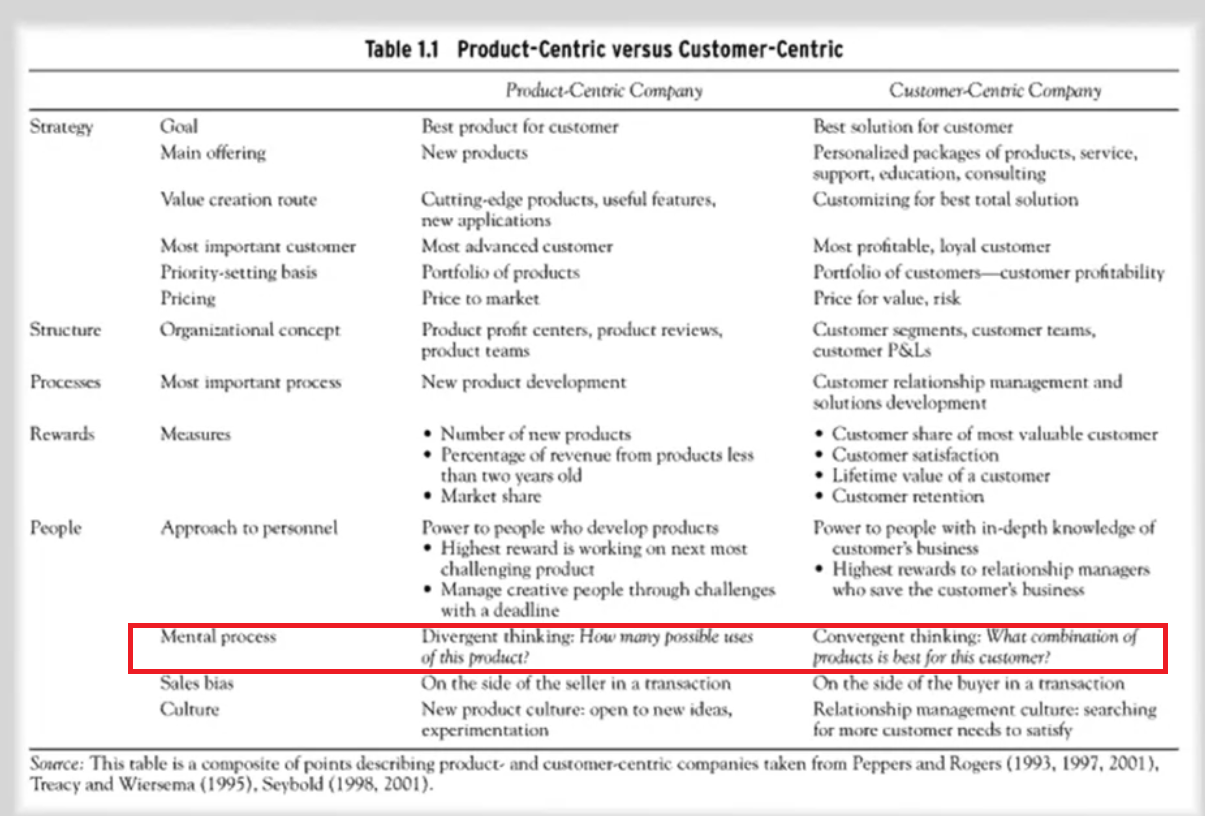 Table 1.1 Product-Centric versus Customer-Centric
Product-Centric Company Customer-Centric Company
Strategy Goal Best product for customer Best solution for customer
Main offering New products Personalized packages of products, service,
support, education, consulting
Value creation route Cutting-edge products, useful features, Customizing for best total solution
new applications
Most important customer Most advanced customer Most profitable, loyal customer
Priority-setting basis Portfolio of products Portfolio of customers—customer profitability
Pricing Price to market Price for value, risk
Structure Organizational concept Product profit centers, product reviews, Customer segments, customer teams,
product teams customer P&Ls
Processes Most important process New product development Customer relationship management and
solutions development
Rewards Measures • Number of new products • Customer share of most valuable customer
• Percentage of revenue from products less • Customer satisfaction
than two years old • Lifetime value of a customer
• Market share • Customer retention
People Approach to personnel Power to people who develop products Power to people with in-depth knowledge of
• Highest reward is working on next most customer's business
challenging product • Highest rewards to relationship managers
• Manage creative people through challenges who save the customer's business
with a deadline
Mental process Divergent thinking: How many possible uses Convergent thinking: What combination of
of this product? products is best for this customer?
Sales bias On the side of the seller in a transaction On the side of the buyer in a transaction
Culture New product culture: open to new ideas, Relationship management culture: searching
experimentation for more customer needs to satisfy
Source: This table is a composite of points describing product- and customer-centric companies taken from Peppers and Rogers (1993, 1997, 2001),
Treacy and Wiersema (1995), Seybold (1998, 2001).